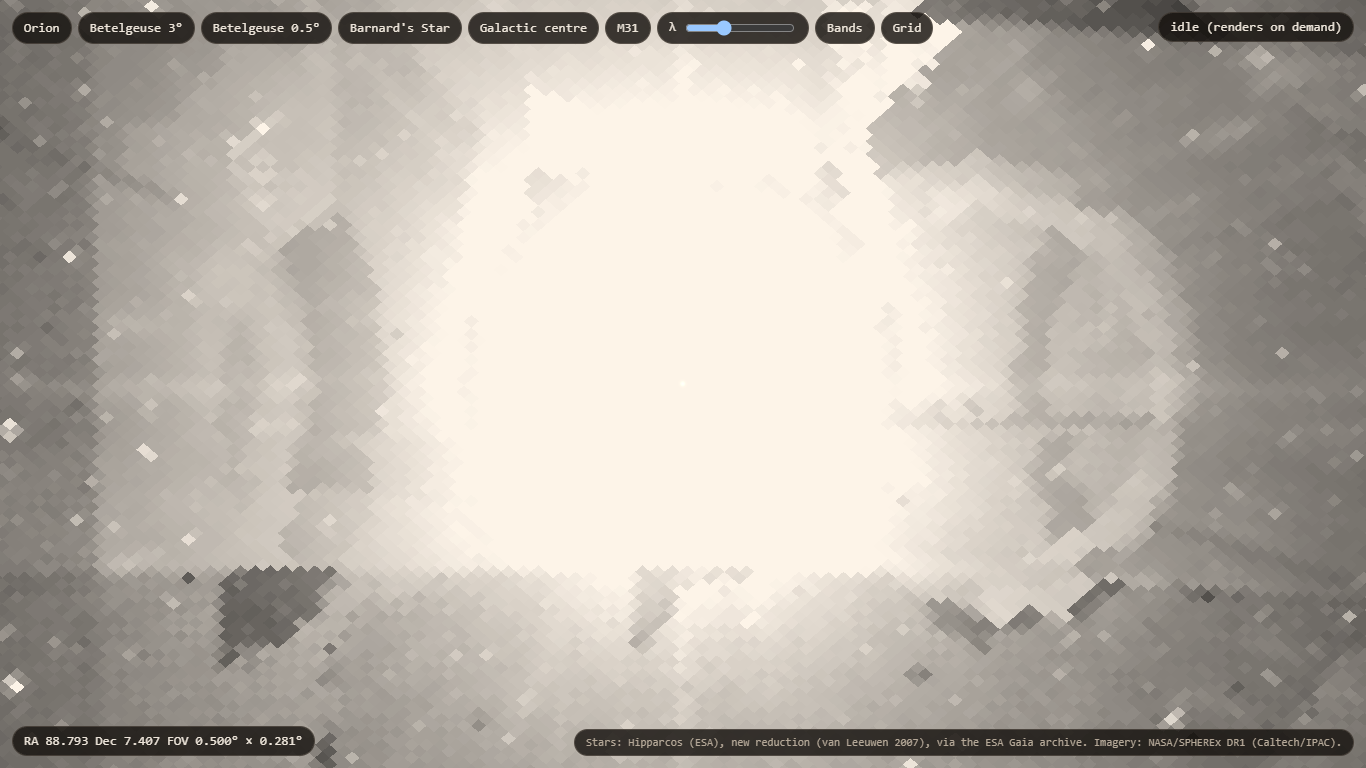 Orion
Betelgeuse 3°
Betelgeuse 0.5°
Barnard's Star
Galactic centre
M31
λ
Bands
Grid
idle (renders on demand)
RA 88.793 Dec 7.407 FOV 0.500° × 0.281°
Stars: Hipparcos (ESA), new reduction (van Leeuwen 2007), via the ESA Gaia archive. Imagery: NASA/SPHEREx DR1 (Caltech/IPAC).